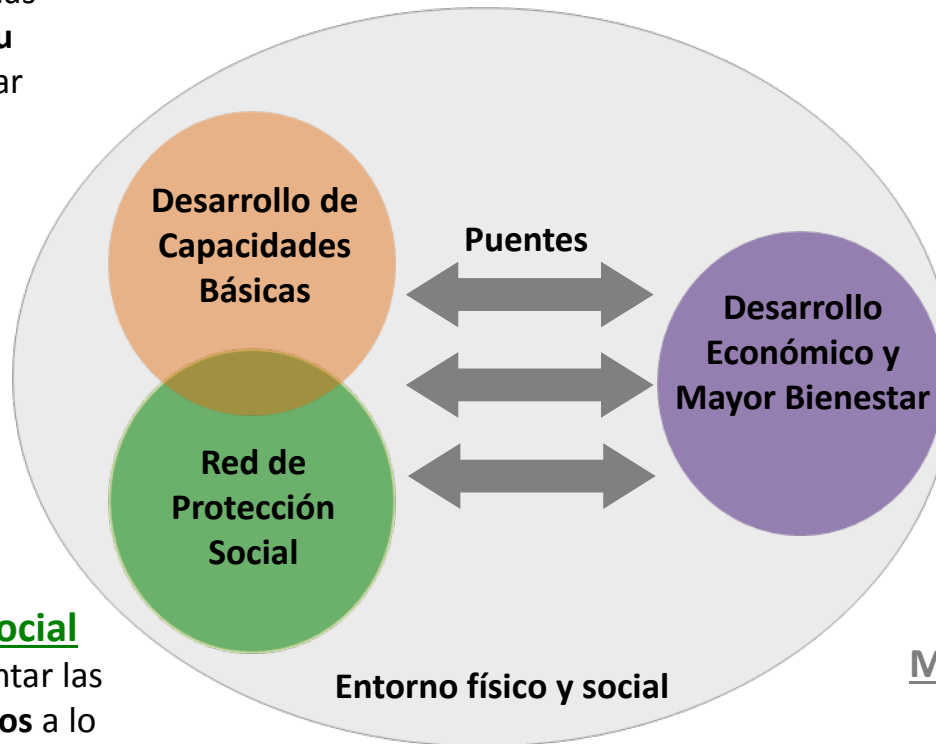 u
ar
Desarrollo de
Capacidades
Básicas
Puentes
Desarrollo
Económico y
Mayor Bienestar
Red de
Protección
Social
ocial
ntar las
os a lo
Entorno físico y social
M